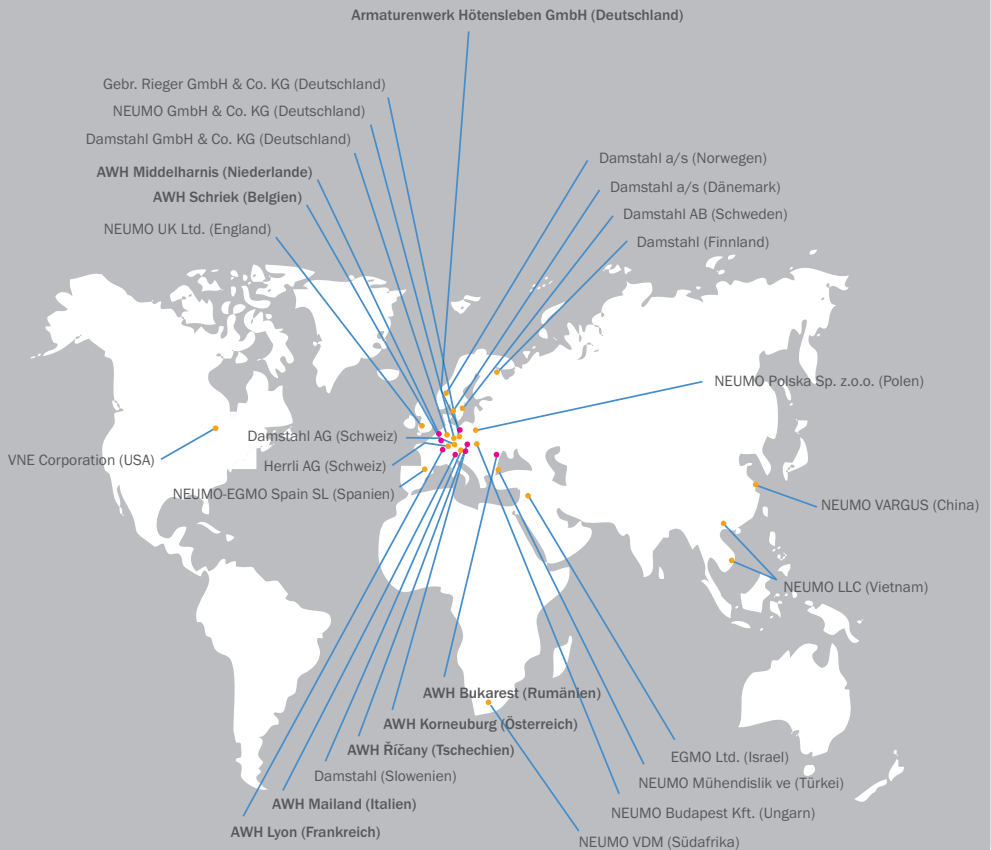 Armaturenwerk Hötensleben GmbH (Deutschland)
Gebr. Rieger GmbH & Co. KG (Deutschland)
NEUMO GmbH & Co. KG (Deutschland)
Damstahl GmbH & Co. KG (Deutschland)
AWH Middelharnis (Niederlande)
AWH Schriek (Belgien)
NEUMO UK Ltd. (England)
Damstahl a/s (Norwegen)
Damstahl a/s (Dänemark)
Damstahl AB (Schweden)
Damstahl (Finnland)
NEUMO Polska Sp. z.o.o. (Polen)
Damstahl AG (Schweiz)
VNE Corporation (USA)
Herrli AG (Schweiz)
NEUMO-EGMO Spain SL (Spanien)
NEUMO VARGUS (China)
NEUMO LLC (Vietnam)
AWH Bukarest (Rumänien)
AWH Korneuburg (Österreich)
AWH Říčany (Tschechien)
Damstahl (Slowenien)
AWH Mailand (Italien)
AWH Lyon (Frankreich)
EGMO Ltd. (Israel)
NEUMO Mühendislik ve (Türkei)
NEUMO Budapest Kft. (Ungarn)
NEUMO VDM (Südafrika)